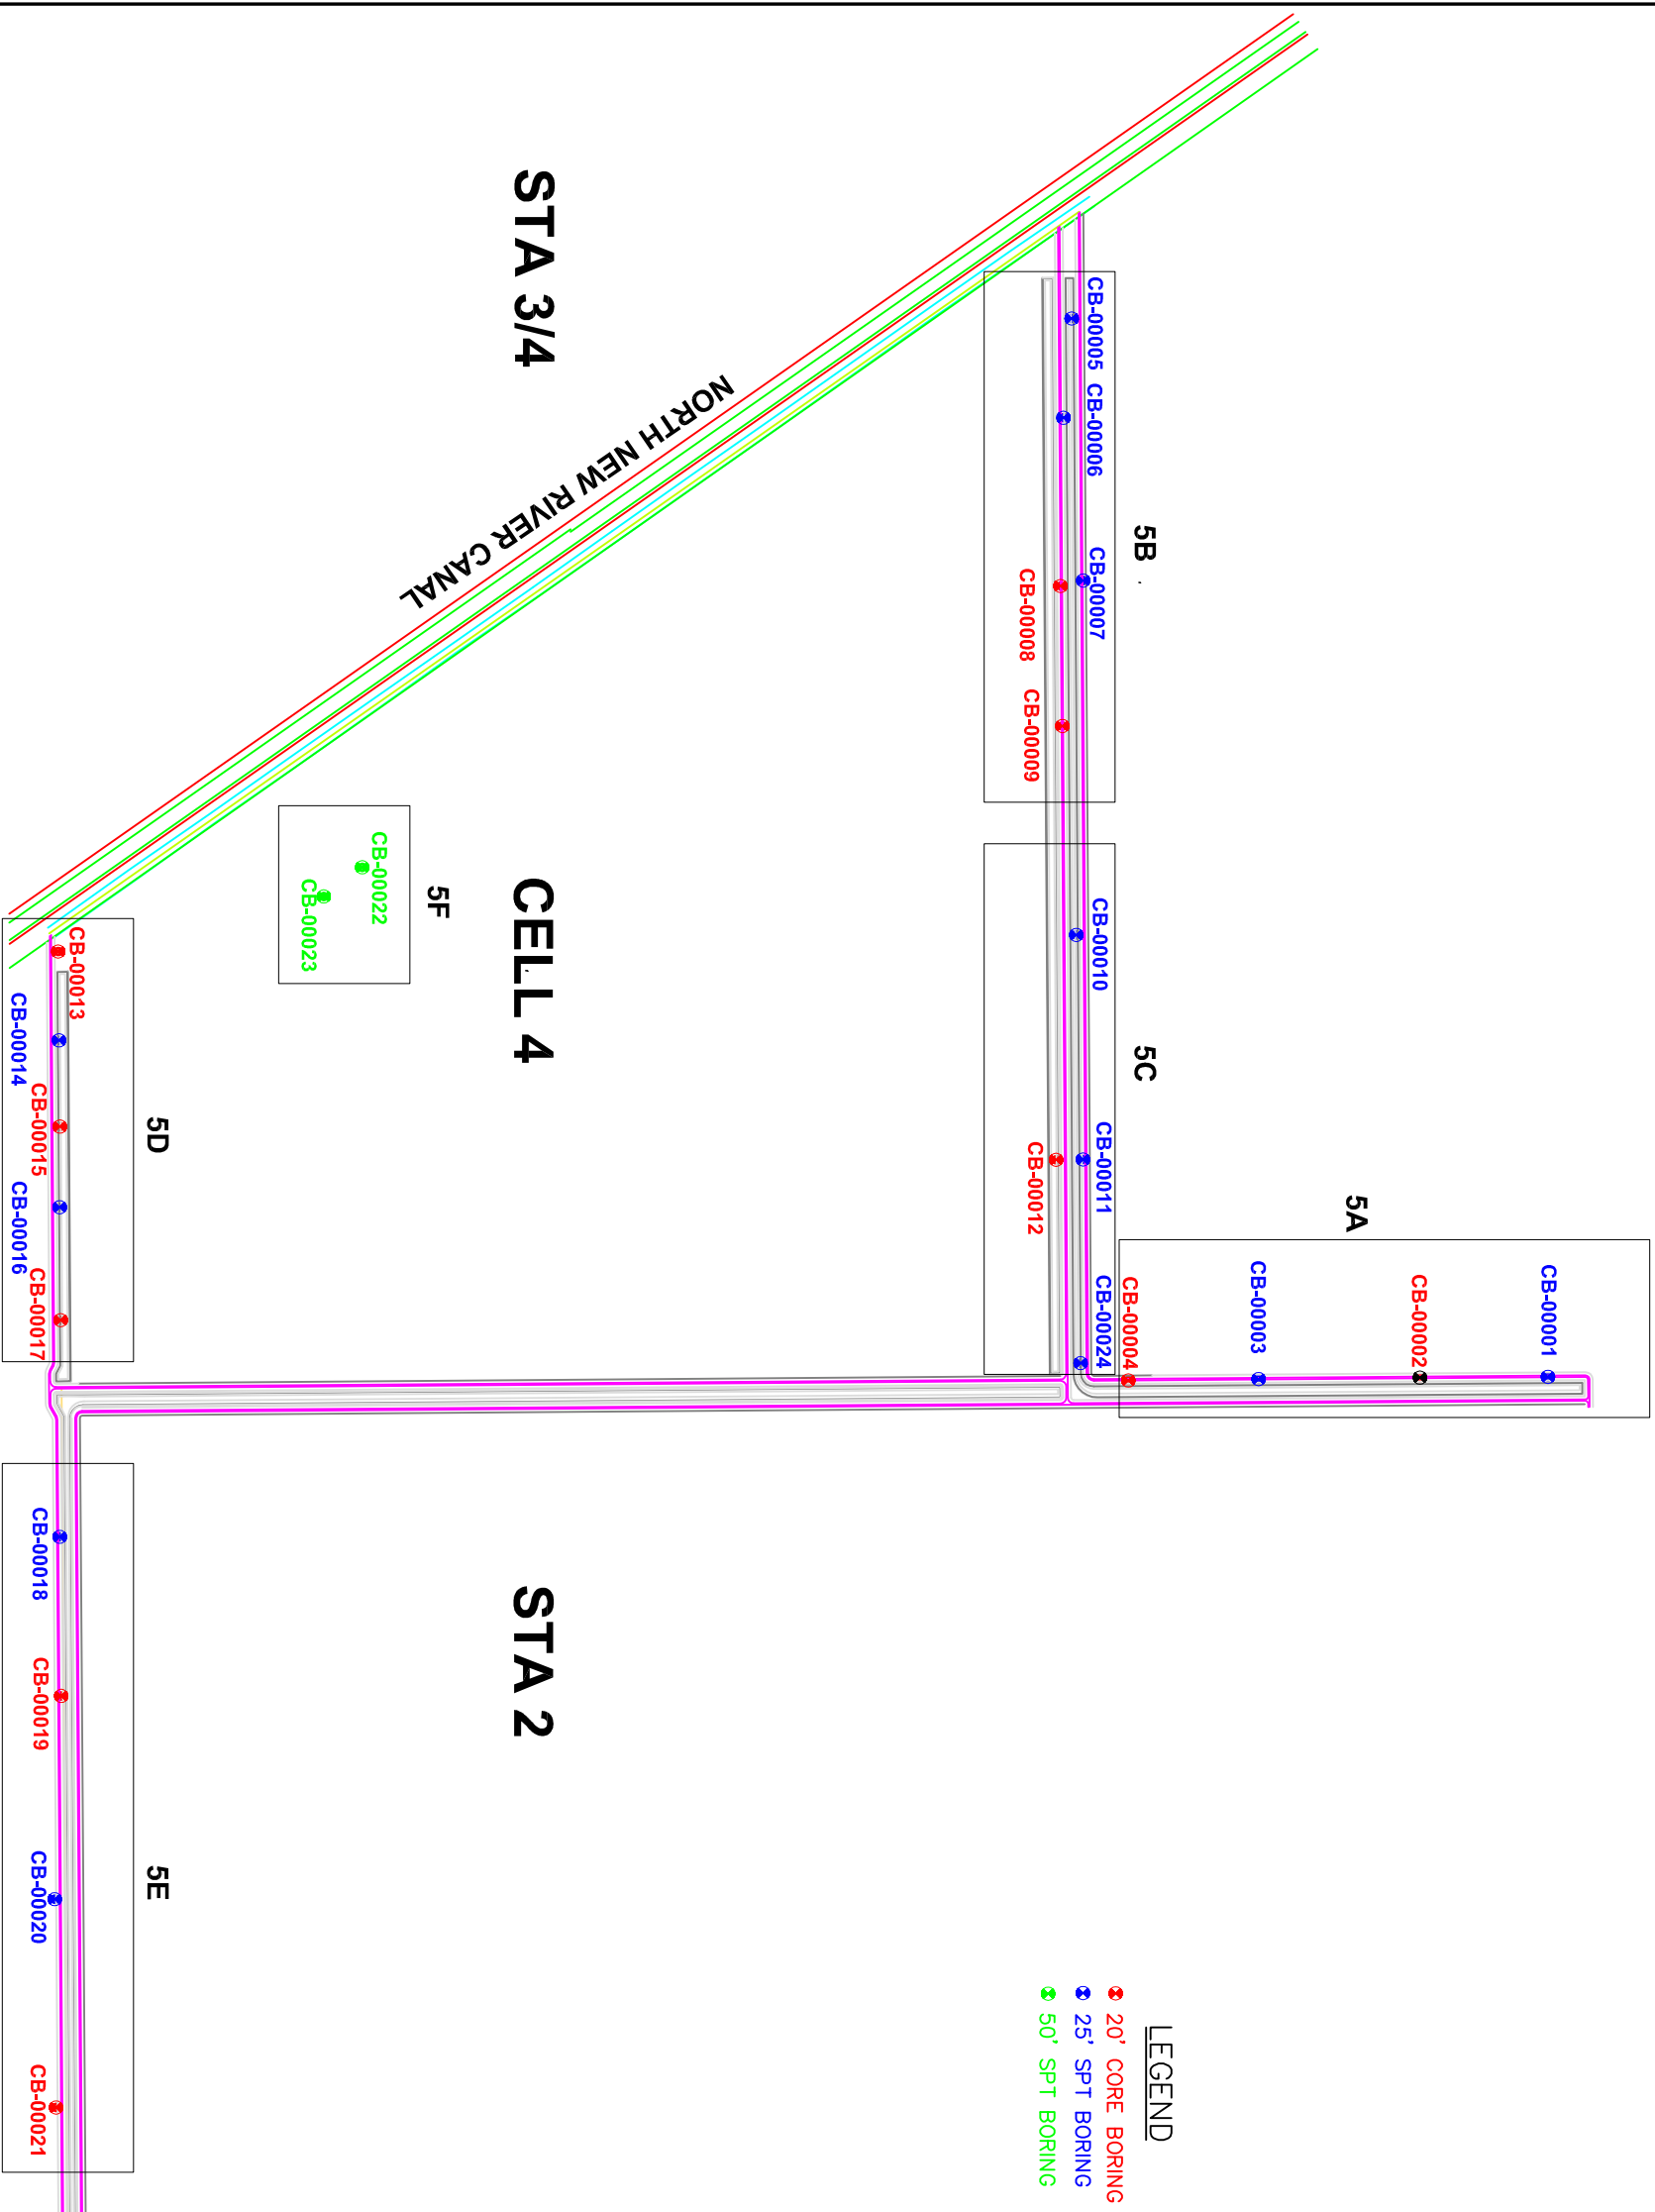 CB-00001
CB-00002
5A
CB-00003
CB-00004
5B
CB-00005
CB-00006
CB-00007
CB-00008
CB-00009
5C
CB-00010
CB-00011
CB-00024
CB-00012
LEGEND
20' CORE BORING
25' SPT BORING
50' SPT BORING
NORTH NEW RIVER CANAL
STA 3/4
CELL 4
STA 2
5F
CB-00022
CB-00023
5D
CB-00013
CB-00014
CB-00015
CB-00016
CB-00017
5E
CB-00018
CB-00019
CB-00020
CB-00021